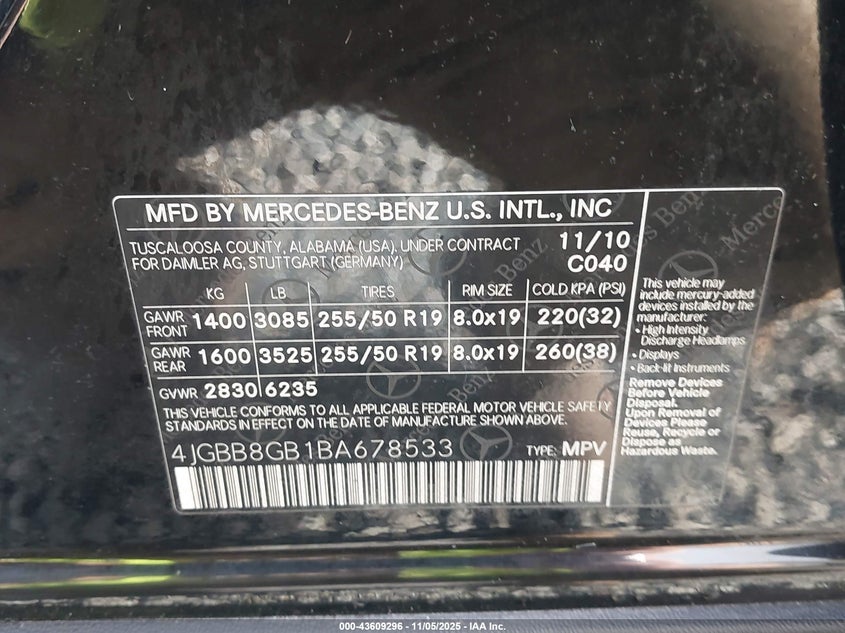 MFD BY MERCEDES-BENZ U.S. INTL., INC
TUSCALOOSA COUNTY, ALABAMA (USA). UNDER CONTRACT
FOR DAIMLER AG, STUTTGART (GERMANY)
11/10
C040
KG LB TIRES RIM SIZE COLD KPA (PSI)
GAWR FRONT 1400 3085 255/50 R19 8.0x19 220(32)
GAWR REAR 1600 3525 255/50 R19 8.0x19 260(38)
GVWR 2830 6235
THIS VEHICLE CONFORMS TO ALL APPLICABLE FEDERAL MOTOR VEHICLE SAFETY
STANDARDS IN EFFECT ON THE DATE OF MANUFACTURE SHOWN ABOVE.
4JGBB8GB1BA678533 TYPE: MPV
This vehicle may
include mercury-added
devices installed by the
manufacturer:
• High Intensity
Discharge Headlamps
• Displays
• Back-lit Instruments
Remove Devices
Before Vehicle
Disposal.
Upon Removal of
Devices Please
Reuse, Recycle or
Dispose as
Hazardous Waste.
000-43609296 - 11/05/2025 - IAA Inc.